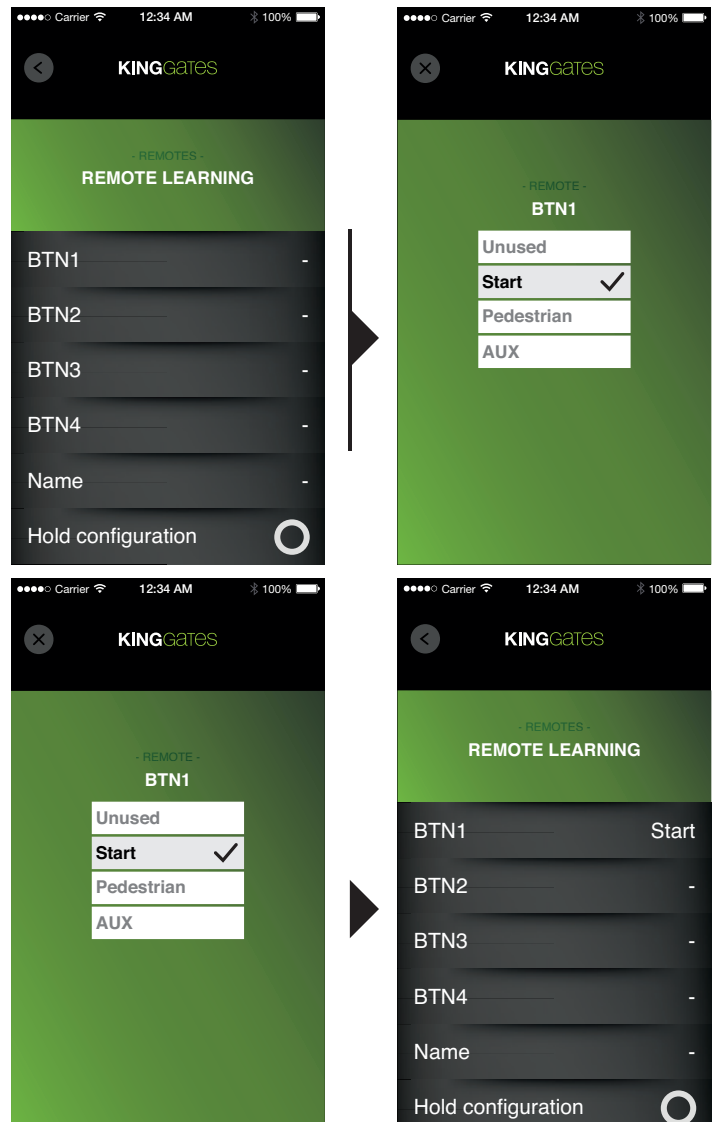 Carrier 12:34 AM 100%
KINGGATES
- REMOTES -
REMOTE LEARNING
BTN1 -
BTN2 -
BTN3 -
BTN4 -
Name -
Hold configuration
Carrier 12:34 AM 100%
KINGGATES
- REMOTE -
BTN1
Unused
Start
Pedestrian
AUX
Carrier 12:34 AM 100%
KINGGATES
- REMOTE -
BTN1
Unused
Start
Pedestrian
AUX
Carrier 12:34 AM 100%
KINGGATES
- REMOTES -
REMOTE LEARNING
BTN1 Start
BTN2 -
BTN3 -
BTN4 -
Name -
Hold configuration